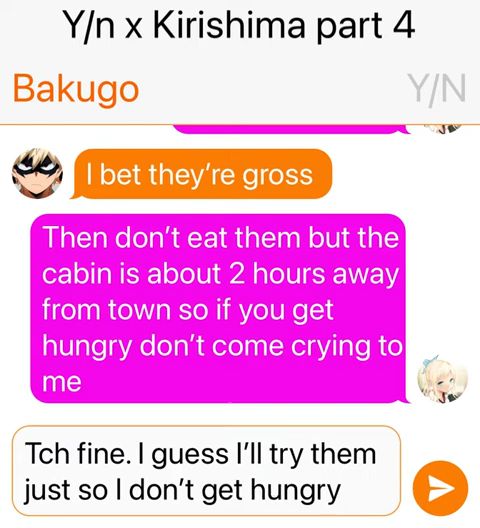 Y/n x Kirishima part 4
Bakugo
Y/N
I bet they're gross
Then don't eat them but the
cabin is about 2 hours away
from town so if you get
hungry don't come crying to
me
Tch fine. I guess I'll try them
just so I don't get hungry